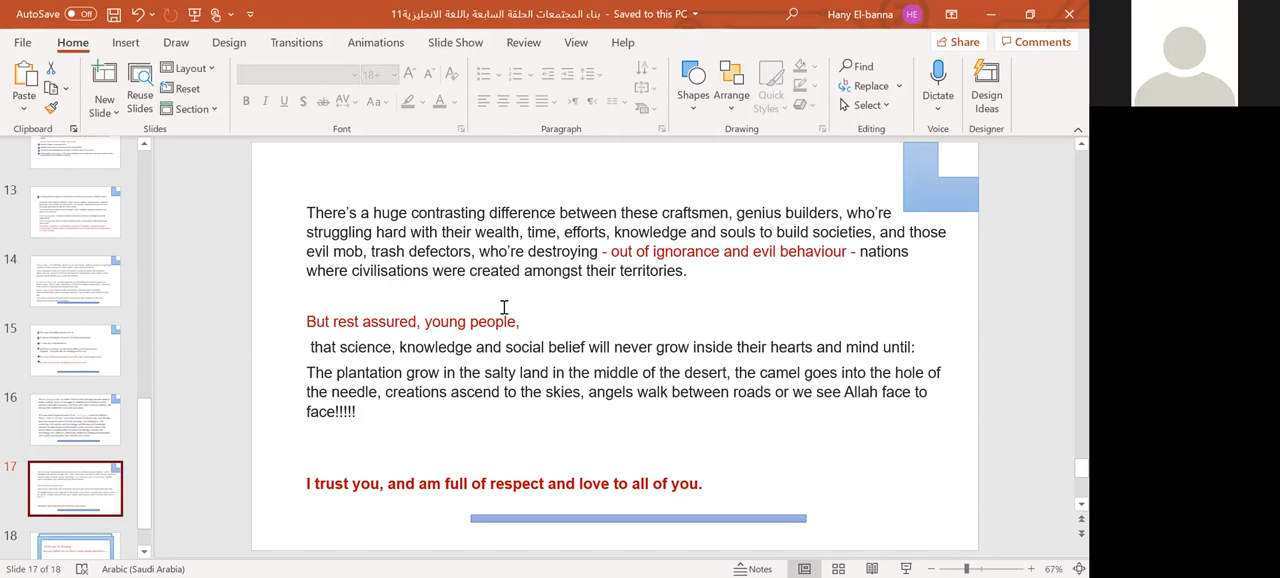 AutoSave Off
بناء المجتمعات الحلقة السابعة باللغة الانجليزية11 - Saved to this PC
Hany El-banna HE
File Home Insert Draw Design Transitions Animations Slide Show Review View Help Share Comments
Paste
New Slide
Reuse Slides
Layout
Reset
Section
18+
Shapes
Arrange
Quick Styles
Find
Replace
Select
Dictate
Design Ideas
Clipboard Slides Font Paragraph Drawing Editing Voice Designer
13
14
15
16
17
18
There's a huge contrasting difference between these craftsmen, genius builders, who're
struggling hard with their wealth, time, efforts, knowledge and souls to build societies, and those
evil mob, trash defectors, who're destroying - out of ignorance and evil behaviour - nations
where civilisations were created amongst their territories.
But rest assured, young people,
that science, knowledge and social belief will never grow inside their hearts and mind until:
The plantation grow in the salty land in the middle of the desert, the camel goes into the hole of
the needle, creations ascend to the skies, angels walk between roads or we see Allah face to
face!!!!!
I trust you, and am full of respect and love to all of you.
Slide 17 of 18 Arabic (Saudi Arabia) Notes 67%